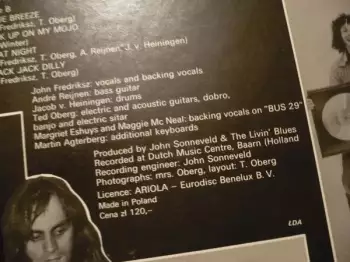 B
E BREEZE
Fredriksz, T. Oberg)
K UP ON MY MOJO
Winter)
AT NIGHT
Fredriksz, T. Oberg, A. Reijnen, J. v. Heiningen)
ACK JACK DILLY
Fredriksz, T. Oberg)
John Fredriksz: vocals and backing vocals
André Reijnen: bass guitar
Jacob v. Heiningen: drums
Ted Oberg: electric and acoustic guitars, dobro,
banjo and electric sitar
Margriet Eshuys and Maggie Mc Neal: backing vocals on "BUS 29"
Martin Agterberg: additional keyboards
Produced by John Sonneveld & The Livin' Blues
Recorded at Dutch Music Centre, Baarn (Holland
Recording engineer: John Sonneveld
Photographs: mrs. Oberg, layout: T. Oberg
Licence: ARIOLA – Eurodisc Benelux B. V.
Made in Poland
Cena zł 120,–
LDA